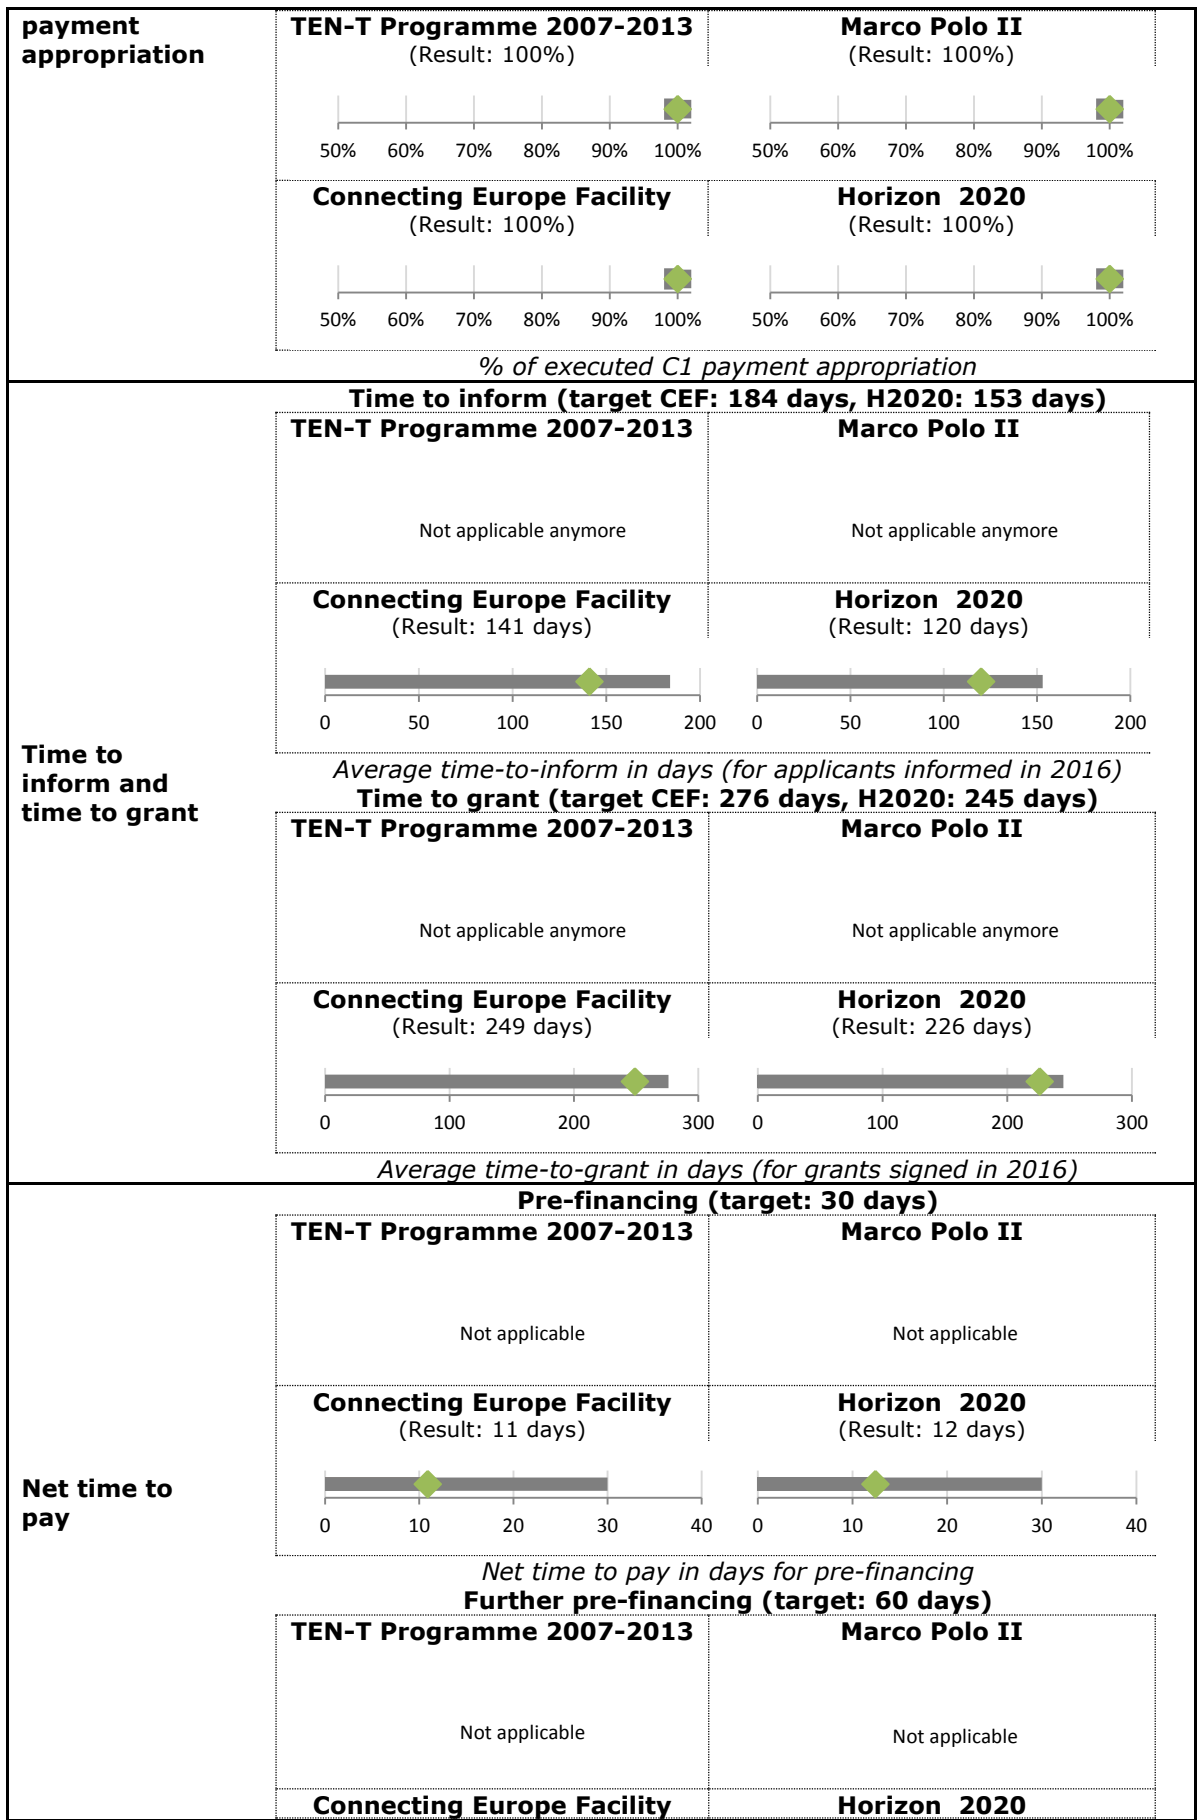 payment
appropriation
TEN-T Programme 2007-2013
(Result: 100%)
Marco Polo II
(Result: 100%)
50% 60% 70% 80% 90% 100%
50% 60% 70% 80% 90% 100%
Connecting Europe Facility
(Result: 100%)
Horizon 2020
(Result: 100%)
50% 60% 70% 80% 90% 100%
50% 60% 70% 80% 90% 100%
% of executed C1 payment appropriation
Time to
inform and
time to grant
Time to inform (target CEF: 184 days, H2020: 153 days)
TEN-T Programme 2007-2013
Marco Polo II
Not applicable anymore
Not applicable anymore
Connecting Europe Facility
(Result: 141 days)
Horizon 2020
(Result: 120 days)
0 50 100 150 200
0 50 100 150 200
Average time-to-inform in days (for applicants informed in 2016)
Time to grant (target CEF: 276 days, H2020: 245 days)
TEN-T Programme 2007-2013
Marco Polo II
Not applicable anymore
Not applicable anymore
Connecting Europe Facility
(Result: 249 days)
Horizon 2020
(Result: 226 days)
0 100 200 300
0 100 200 300
Average time-to-grant in days (for grants signed in 2016)
Net time to
pay
Pre-financing (target: 30 days)
TEN-T Programme 2007-2013
Marco Polo II
Not applicable
Not applicable
Connecting Europe Facility
(Result: 11 days)
Horizon 2020
(Result: 12 days)
0 10 20 30 40
0 10 20 30 40
Net time to pay in days for pre-financing
Further pre-financing (target: 60 days)
TEN-T Programme 2007-2013
Marco Polo II
Not applicable
Not applicable
Connecting Europe Facility
Horizon 2020